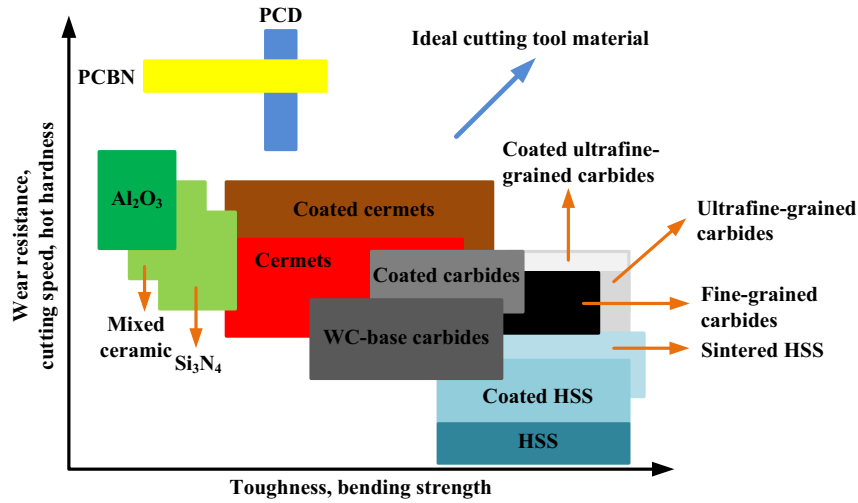 PCD
Ideal cutting tool material
PCBN
Coated ultrafine-
grained carbides
Al₂O₃
Coated cermets
Ultrafine-grained
carbides
Cermets
Coated carbides
Fine-grained
carbides
Mixed
ceramic
WC-base carbides
Sintered HSS
Si₃N₄
Coated HSS
HSS
Wear resistance,
cutting speed, hot hardness
Toughness, bending strength